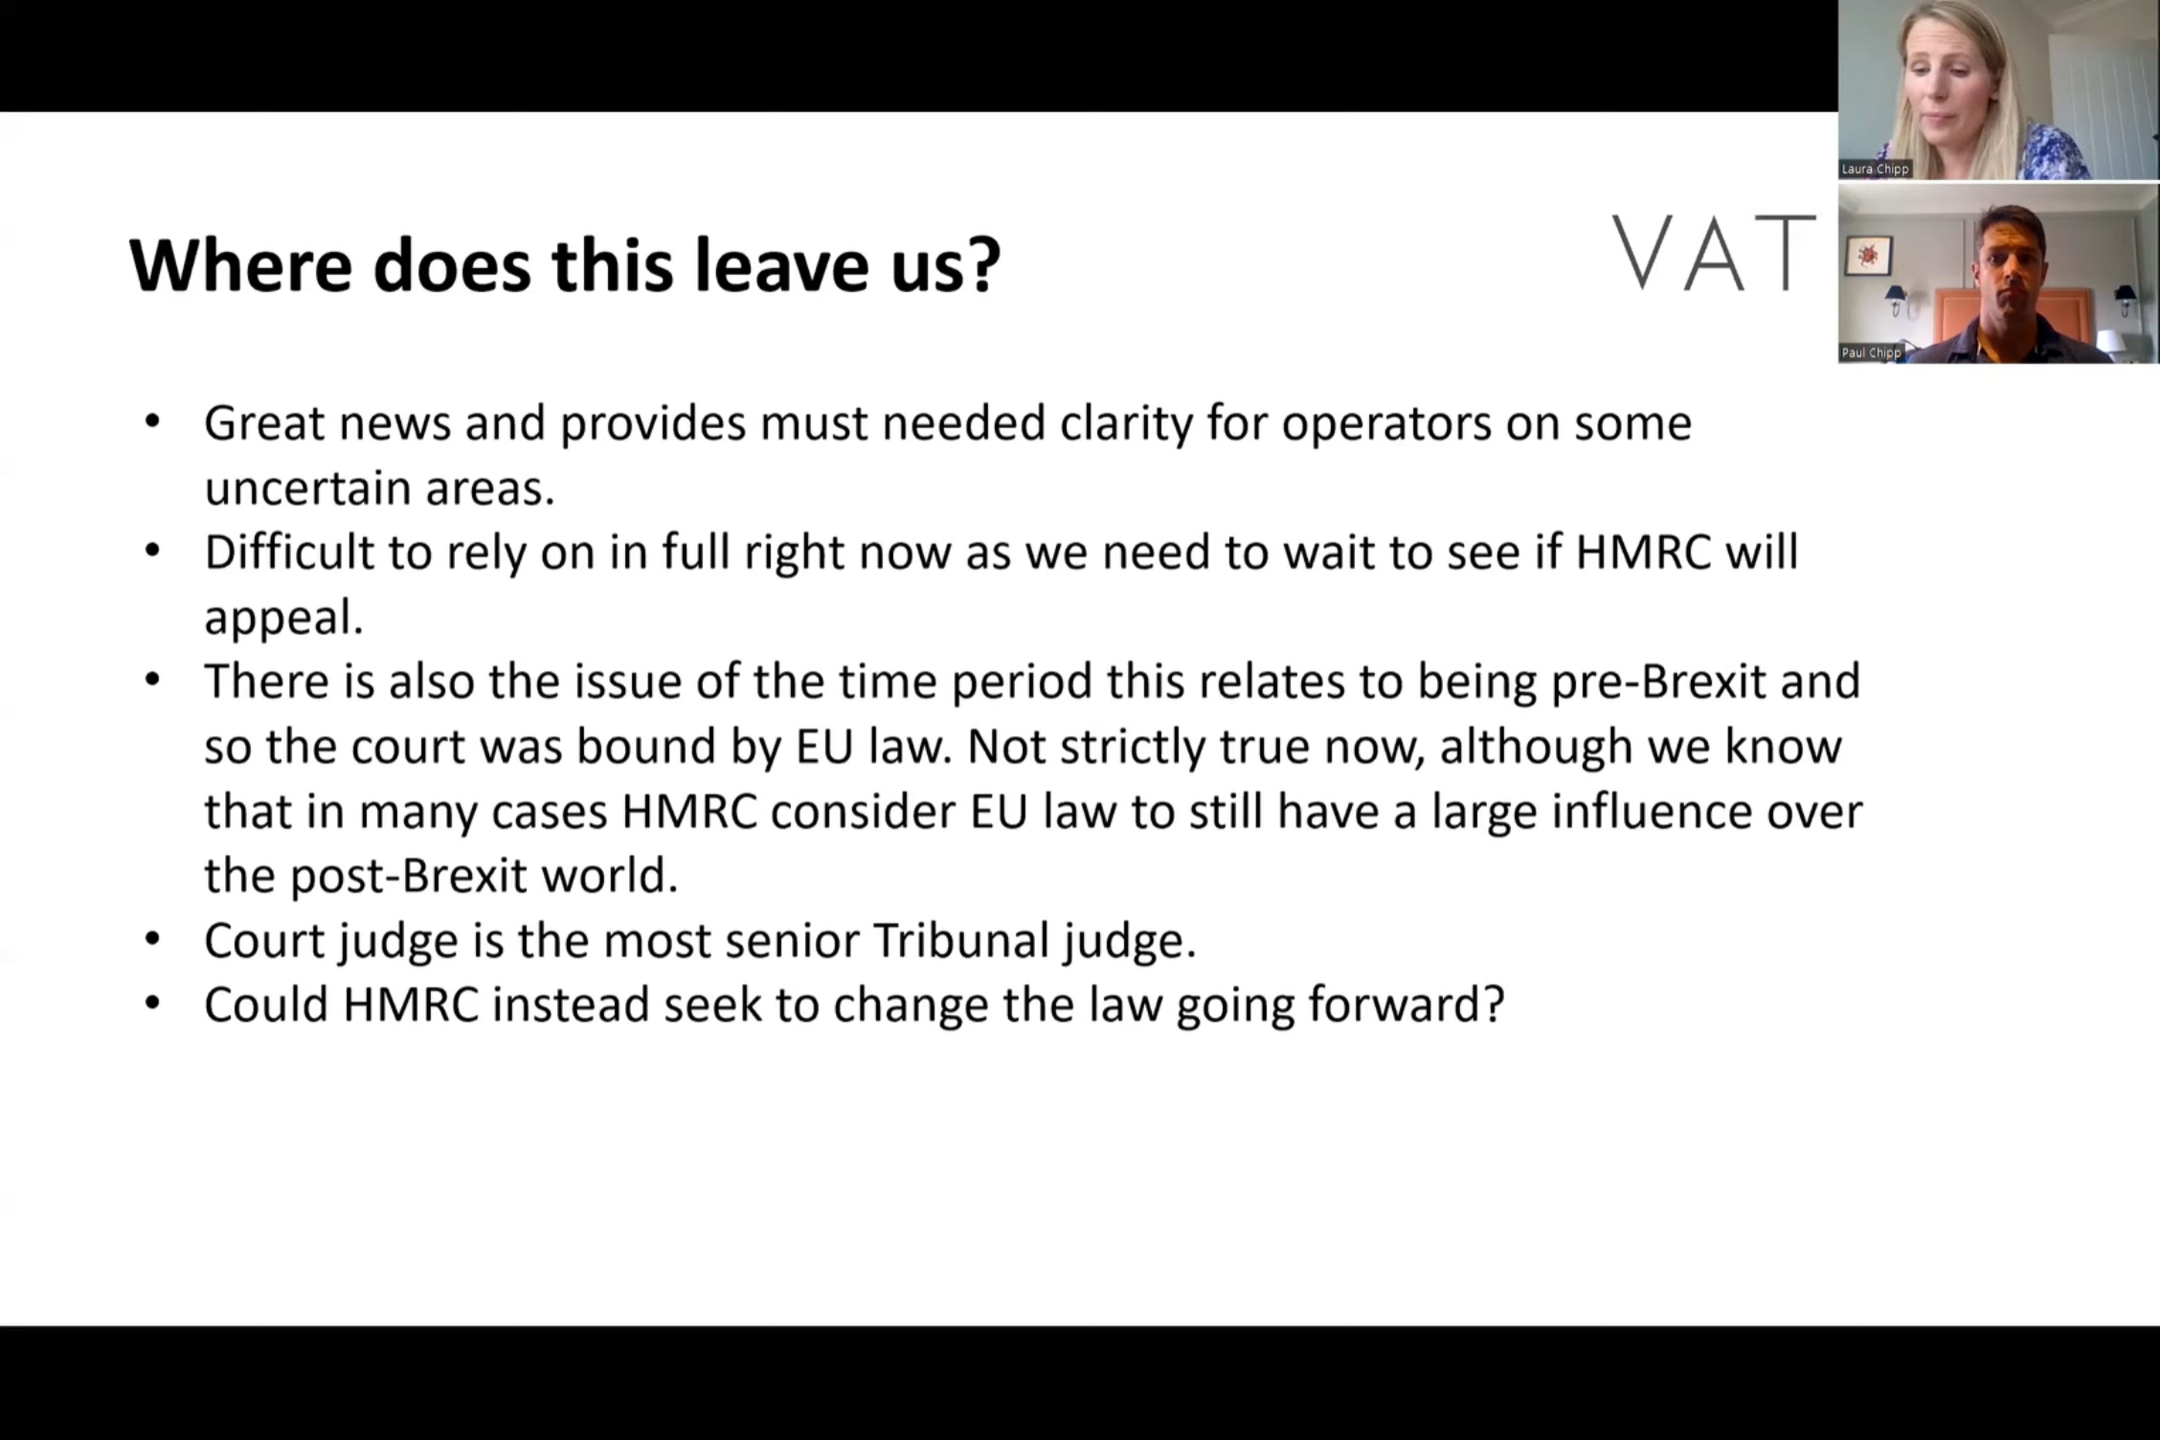 Where does this leave us?
VAT
Laura Chipp
Paul Chipp
• Great news and provides must needed clarity for operators on some
uncertain areas.
• Difficult to rely on in full right now as we need to wait to see if HMRC will
appeal.
• There is also the issue of the time period this relates to being pre-Brexit and
so the court was bound by EU law. Not strictly true now, although we know
that in many cases HMRC consider EU law to still have a large influence over
the post-Brexit world.
• Court judge is the most senior Tribunal judge.
• Could HMRC instead seek to change the law going forward?